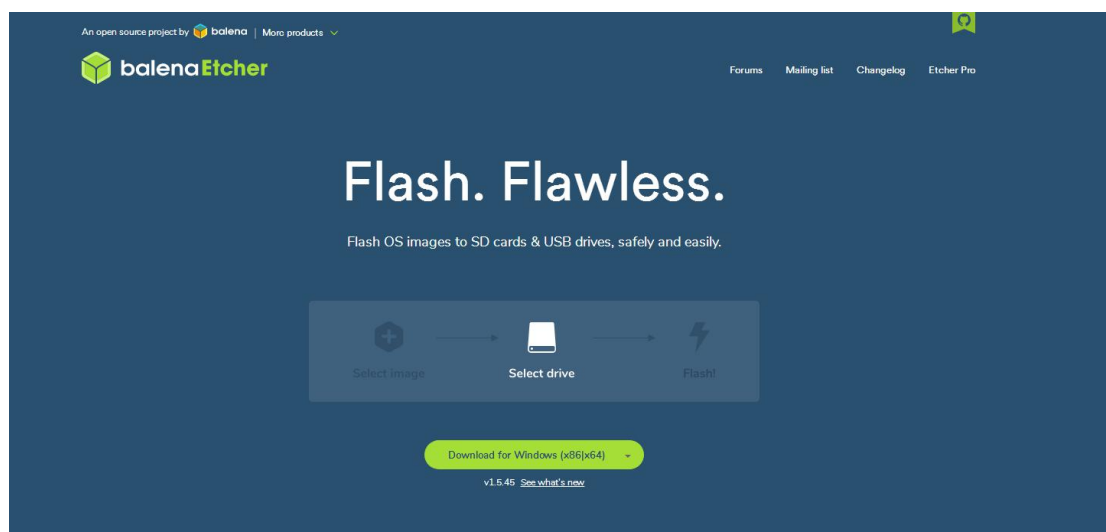 An open source project by balena | More products
balenaEtcher
Forums Mailing list Changelog Etcher Pro
Flash. Flawless.
Flash OS images to SD cards & USB drives, safely and easily.
Select image Select drive Flash!
Download for Windows (x86|x64)
v1.5.45 See what's new